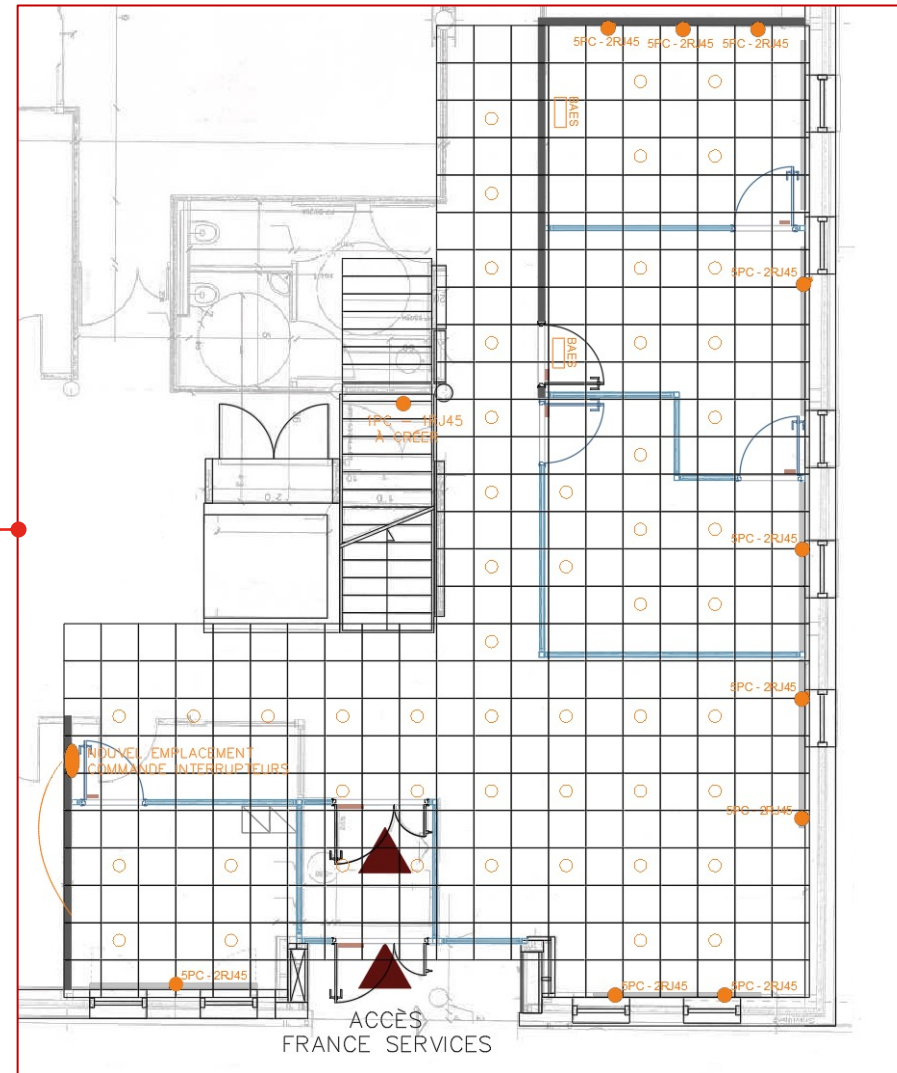 5PC - 2RJ45
5PC - 2RJ45
5PC - 2RJ45
BAES
5PC - 2RJ45
BAES
1PC - 1RJ45
À CRÉER
5PC - 2RJ45
5PC - 2RJ45
NOUVEL EMPLACEMENT
COMMANDE INTERRUPTEURS
5PC - 2RJ45
5PC - 2RJ45
5PC - 2RJ45
5PC - 2RJ45
ACCÈS
FRANCE SERVICES